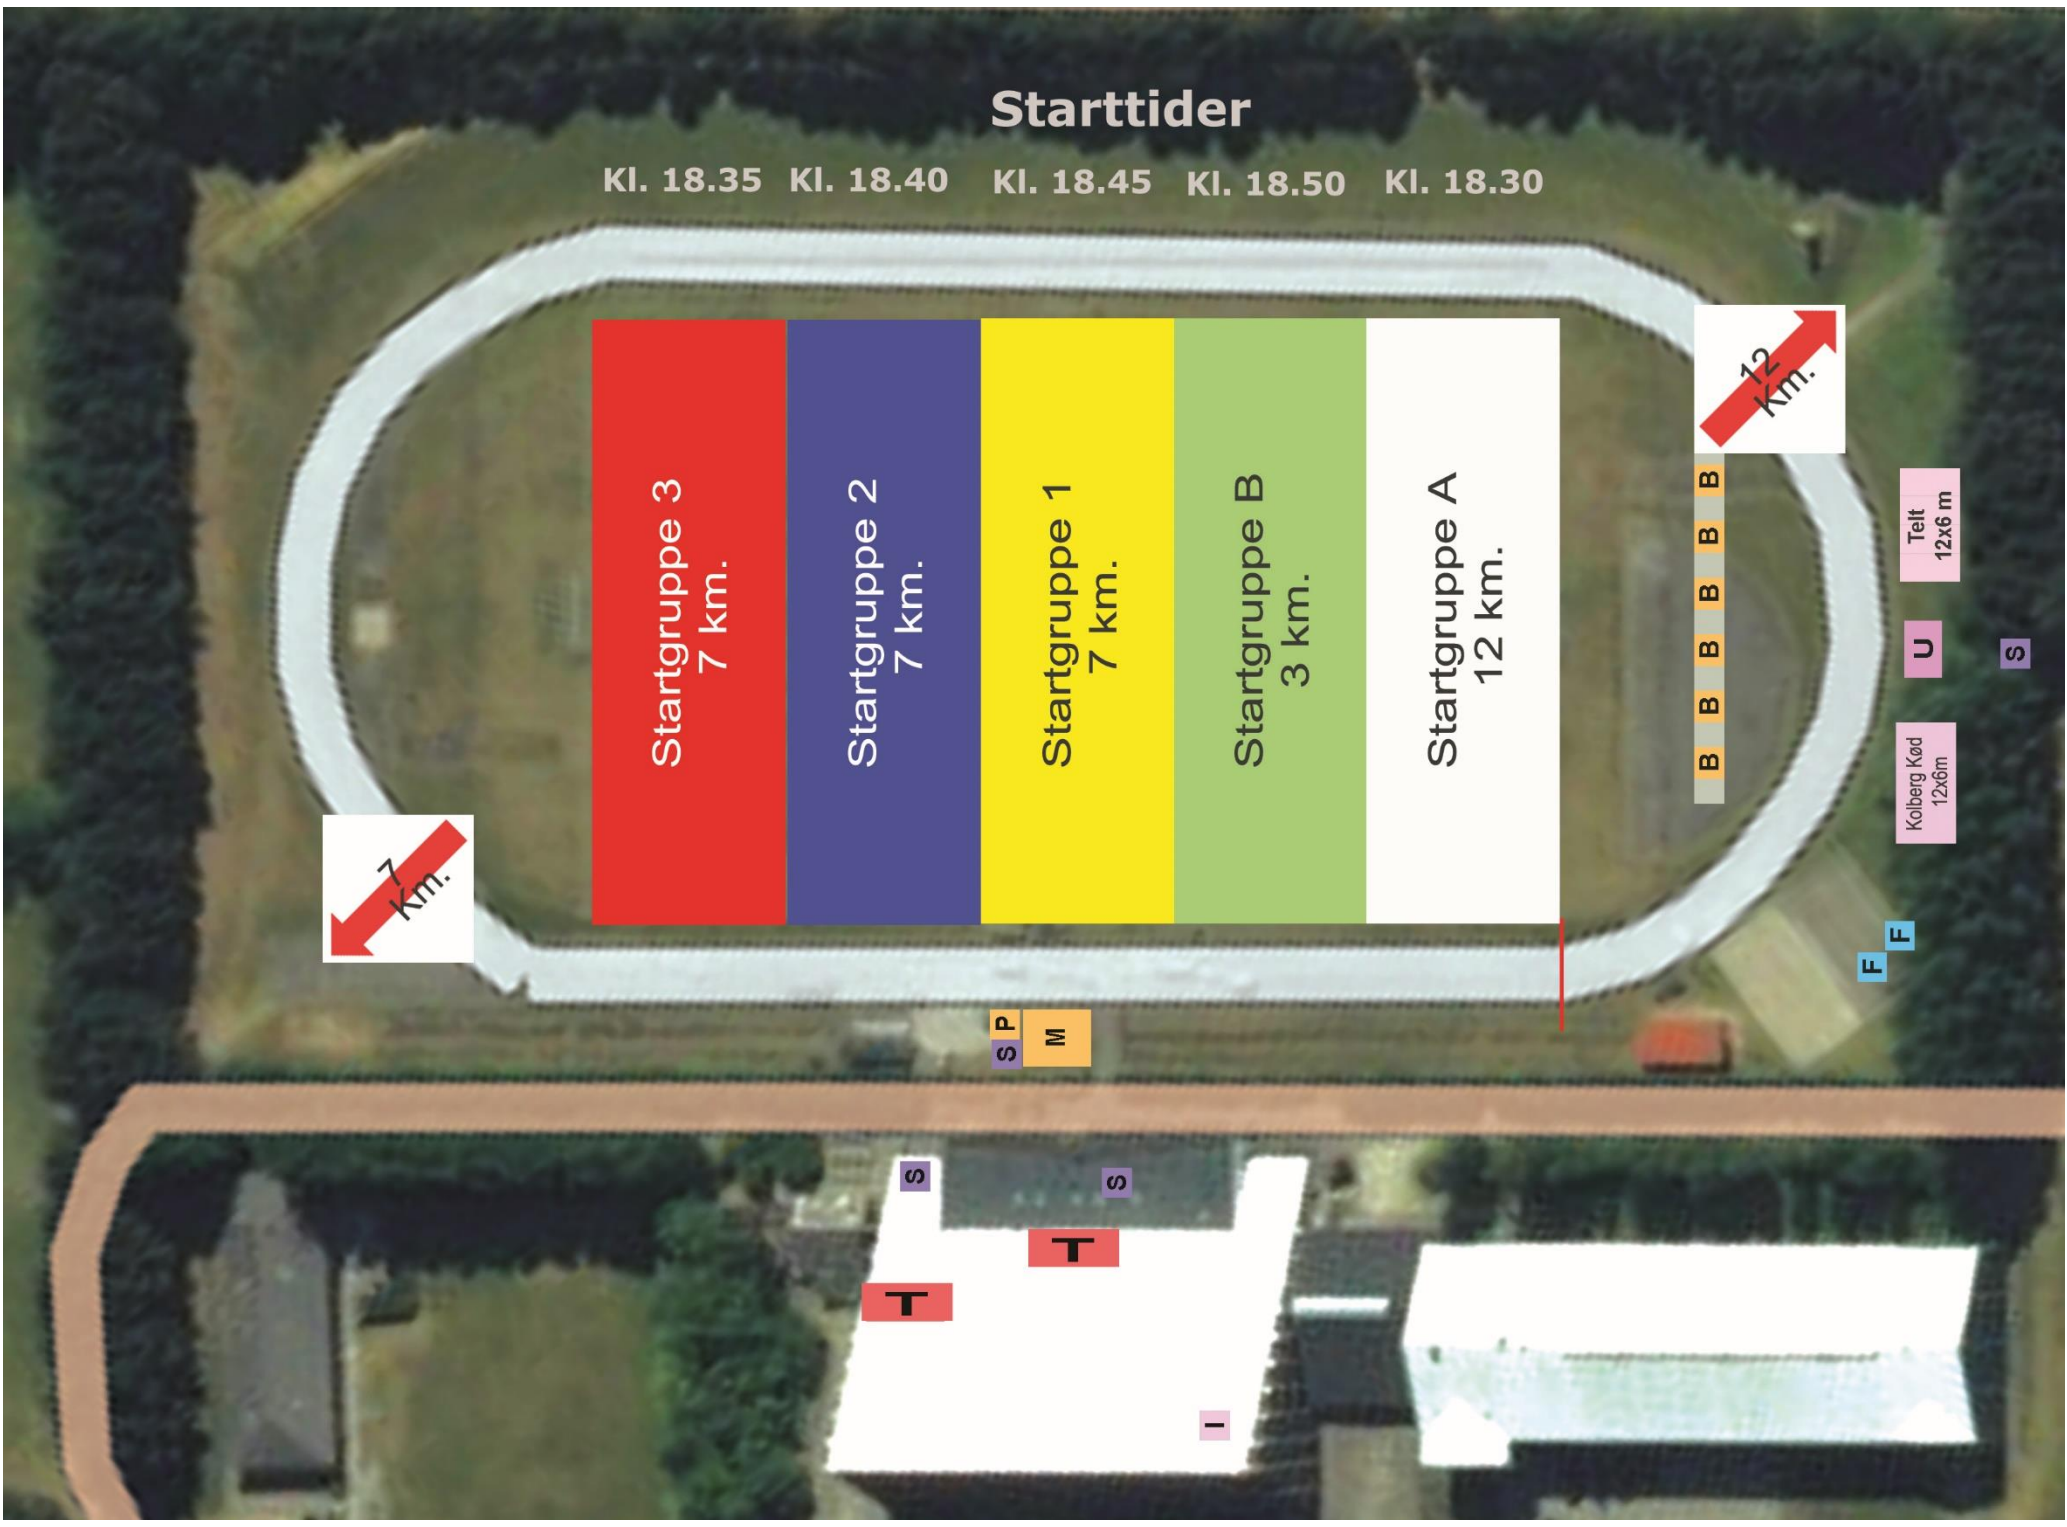 Starttider
Kl. 18.35 Kl. 18.40 Kl. 18.45 Kl. 18.50 Kl. 18.30
Startgruppe 3
7 km.
Startgruppe 2
7 km.
Startgruppe 1
7 km.
Startgruppe B
3 km.
Startgruppe A
12 km.
12
Km.
7
Km.
B
B
B
B
B
B
Telt
12x6 m
U
S
Kolberg Kød
12x6m
F
F
P
S
M
S
S
T
T
I